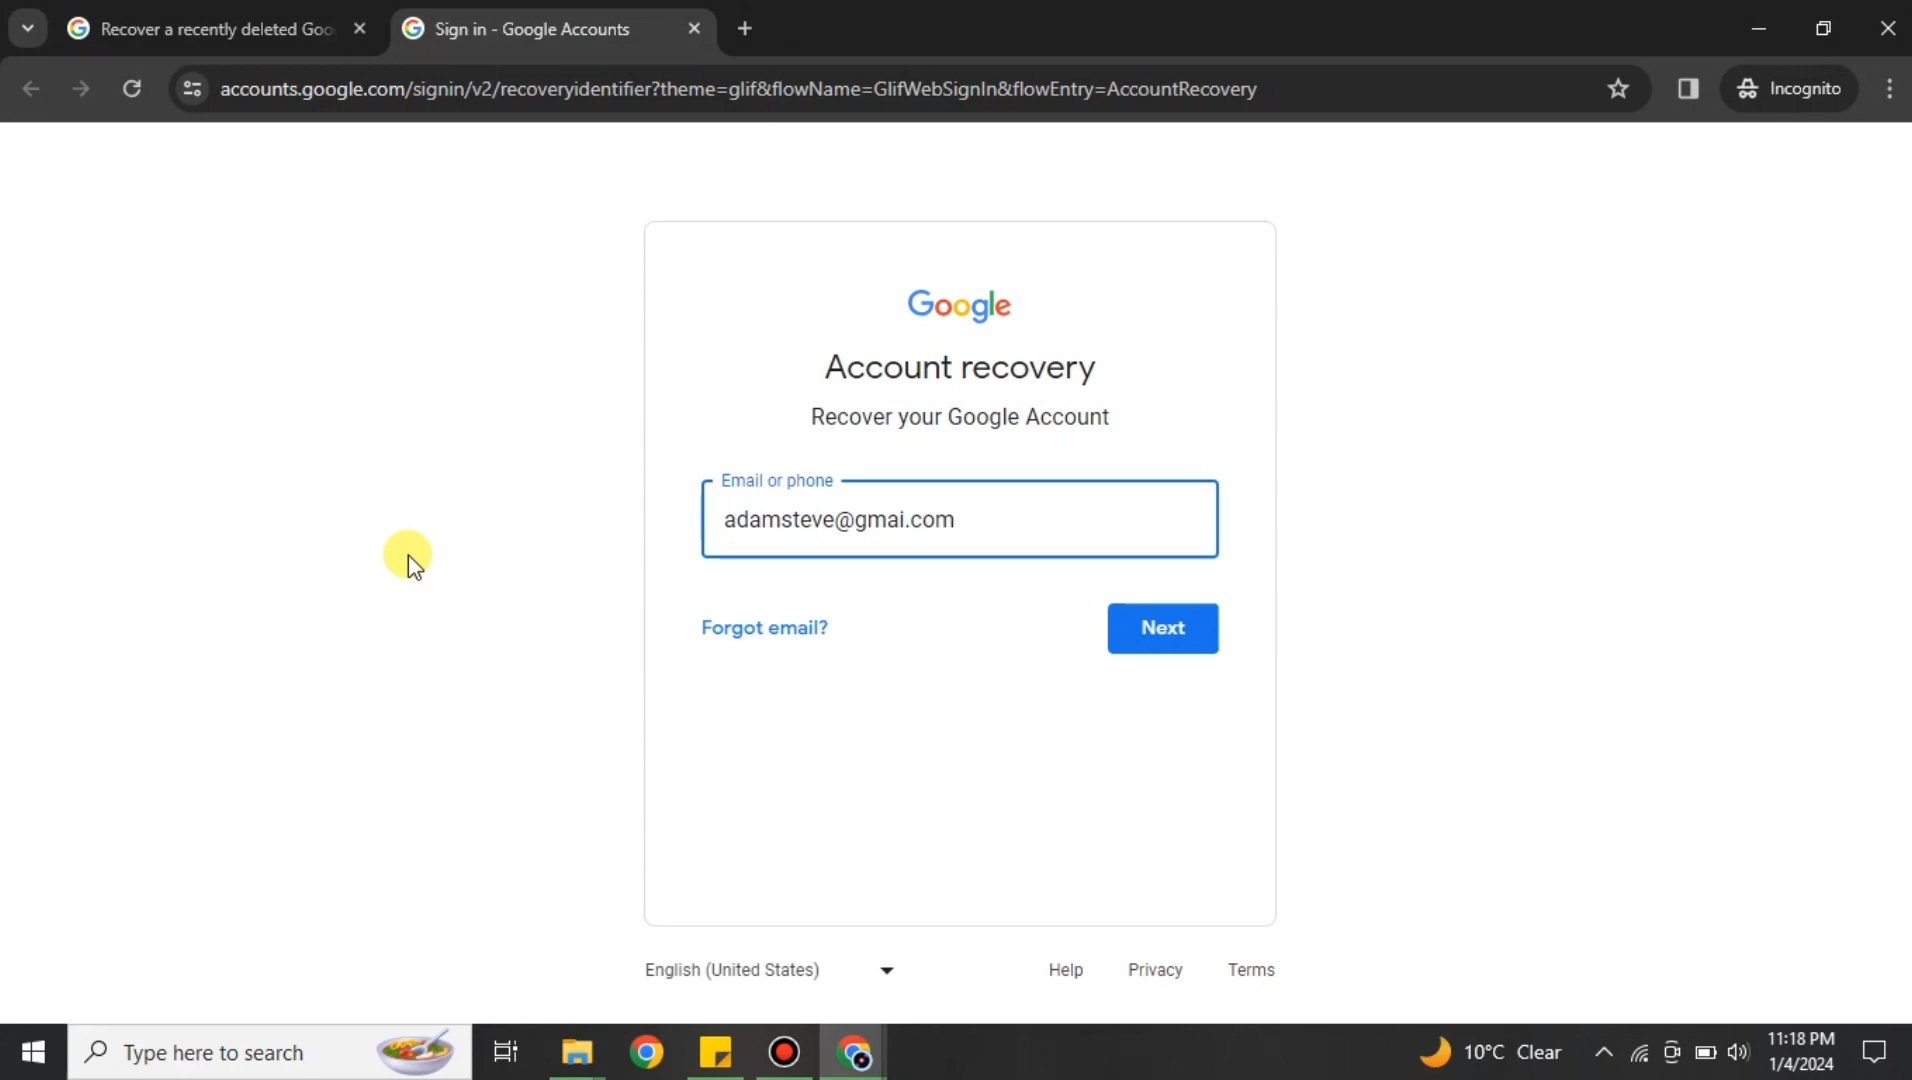 Recover a recently deleted Goo
Sign in - Google Accounts
accounts.google.com/signin/v2/recoveryidentifier?theme=glif&flowName=GlifWebSignIn&flowEntry=AccountRecovery
Incognito
Google
Account recovery
Recover your Google Account
Email or phone
adamsteve@gmai.com
Forgot email?
Next
English (United States)
Help
Privacy
Terms
Type here to search
10°C Clear
11:18 PM
1/4/2024